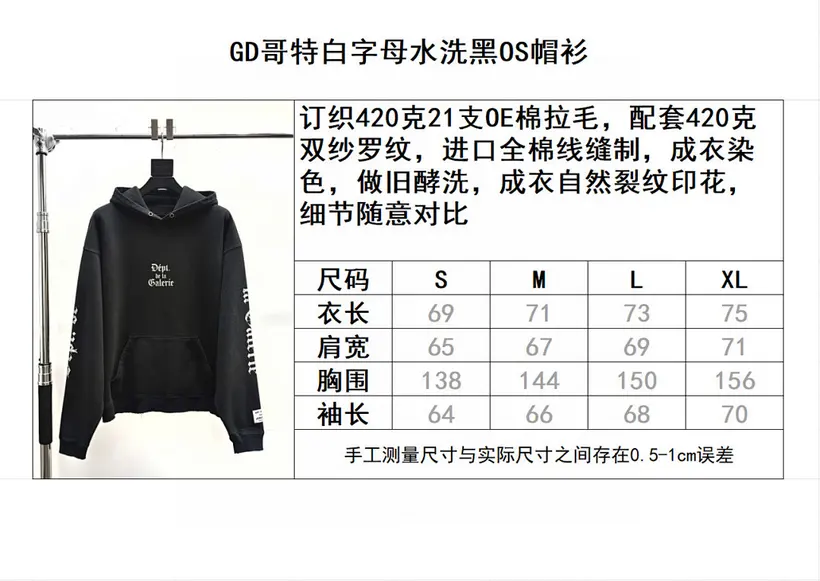 GD哥特白字母水洗黑OS帽衫
订织420克21支OE棉拉毛，配套420克
双纱罗纹，进口全棉线缝制，成衣染
色，做旧酵洗，成衣自然裂纹印花，
细节随意对比
Dépt.
de la
Galerie
尺码 S M L XL
衣长 69 71 73 75
肩宽 65 67 69 71
胸围 138 144 150 156
袖长 64 66 68 70
手工测量尺寸与实际尺寸之间存在0.5-1cm误差